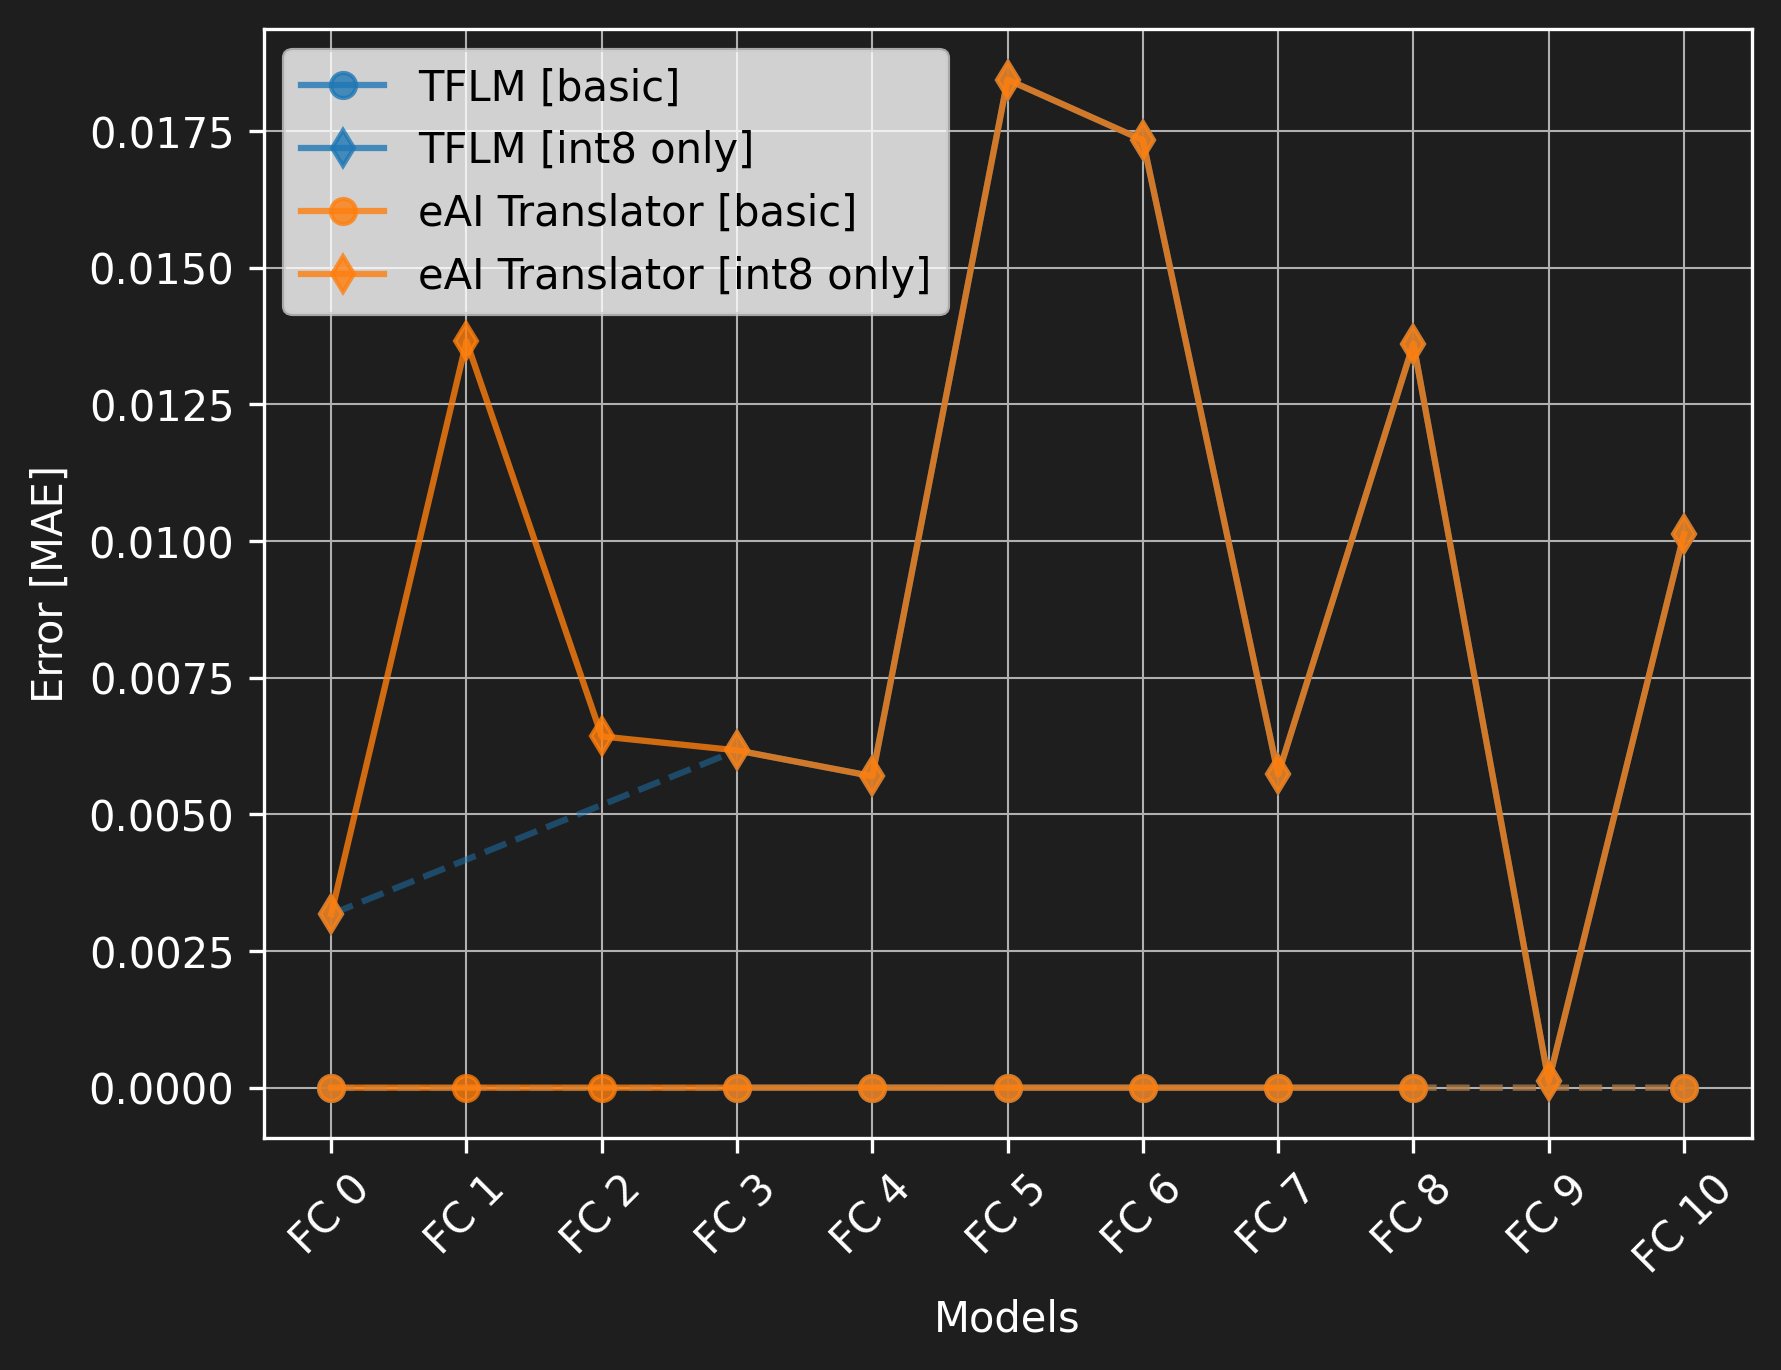 TFLM [basic]
TFLM [int8 only]
eAI Translator [basic]
eAI Translator [int8 only]
0.0175
0.0150
0.0125
0.0100
0.0075
0.0050
0.0025
0.0000
Error [MAE]
FC 0
FC 1
FC 2
FC 3
FC 4
FC 5
FC 6
FC 7
FC 8
FC 9
FC 10
Models